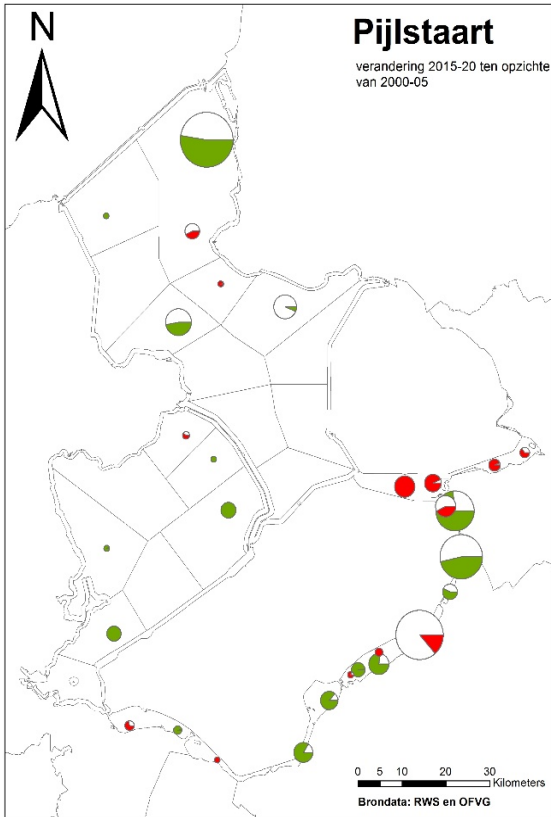 N
Pijlstaart
verandering 2015-20 ten opzichte
van 2000-05
0 5 10 20 30
Kilometers
Brondata: RWS en OFVG